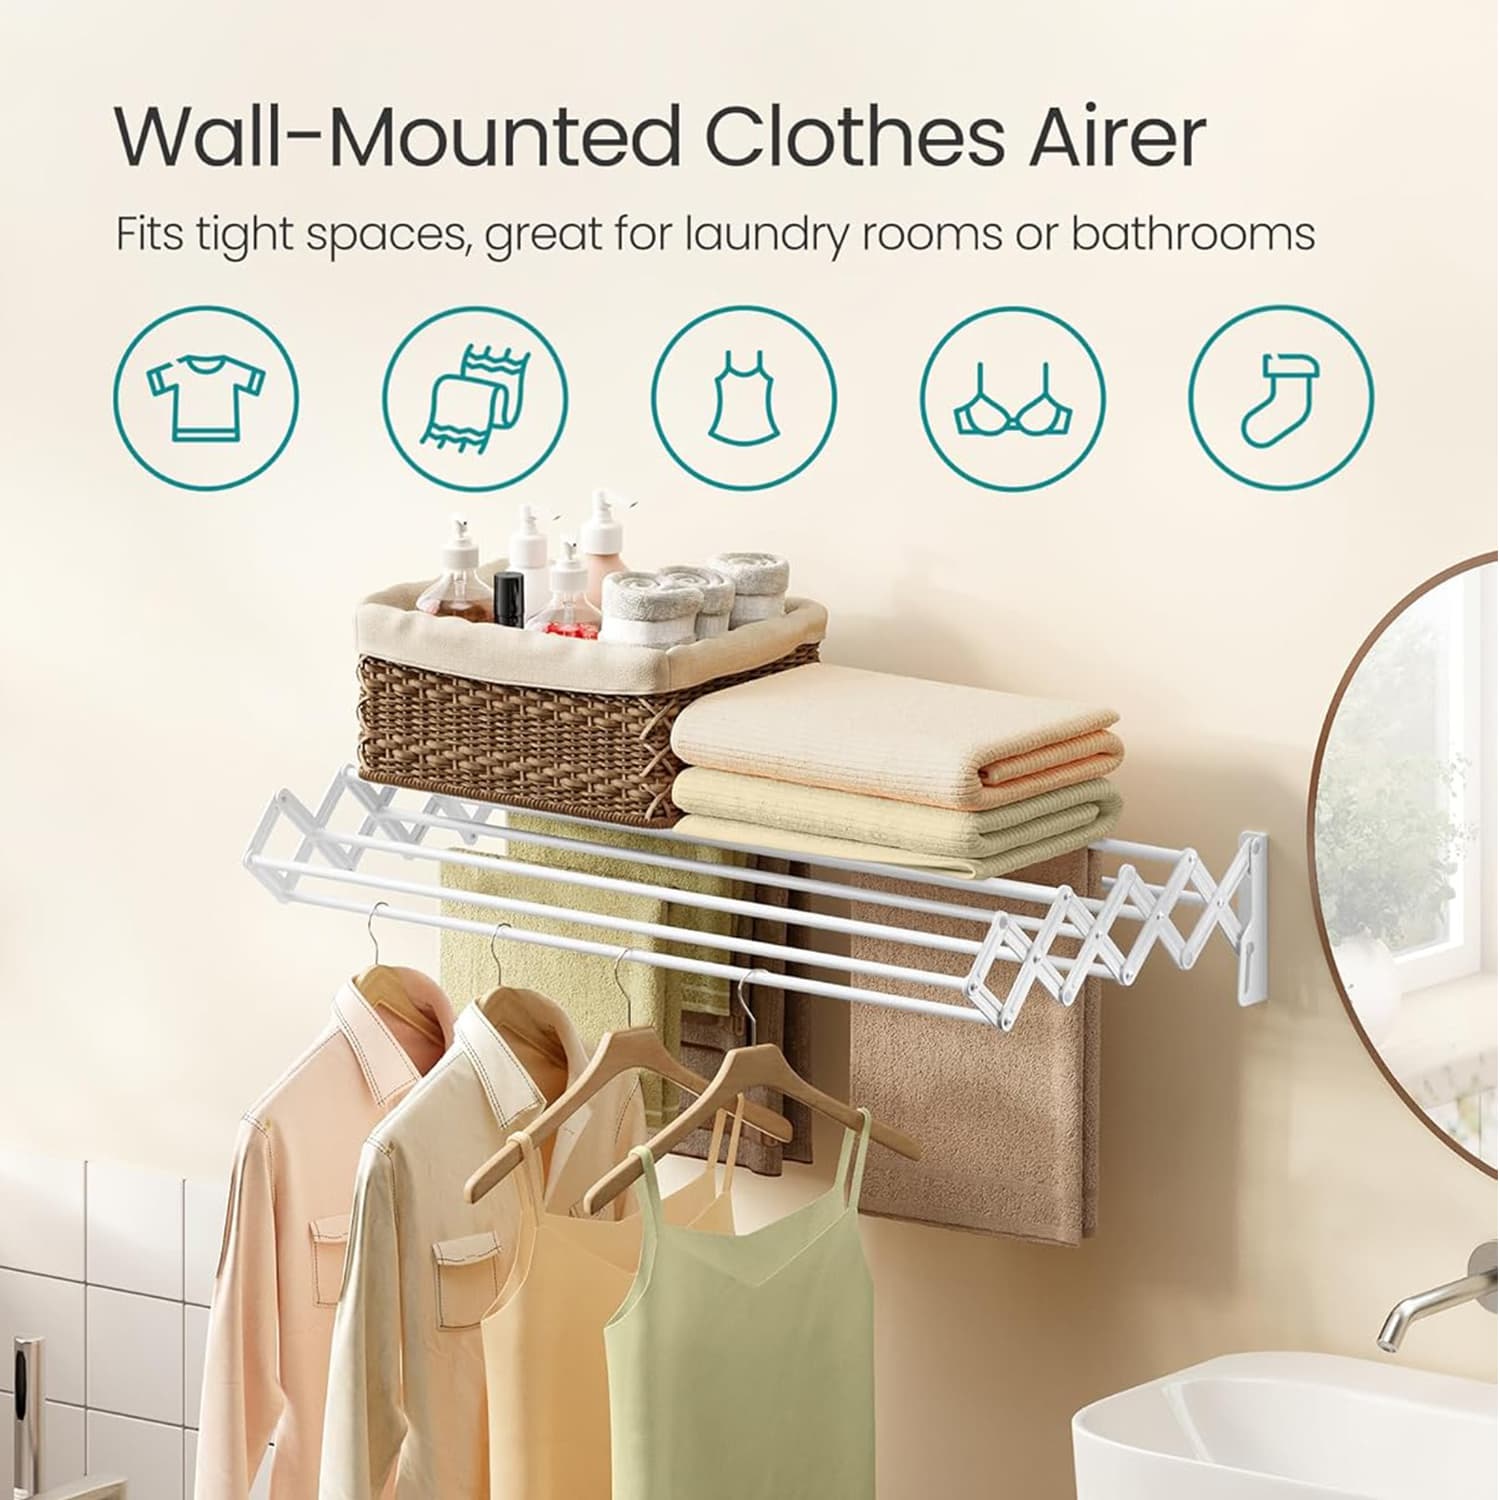 Wall-Mounted Clothes Airer
Fits tight spaces, great for laundry rooms or bathrooms